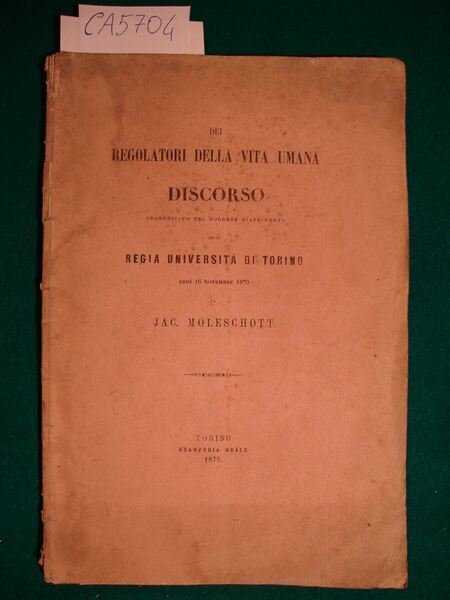 CA5704
DEI
REGOLATORI DELLA VITA UMANA
DISCORSO
PRONUNZIATO NEL SOLENNE RIAPRIMENTO
DELLA
REGIA UNIVERSITÀ DI TORINO
ADDÌ 16 NOVEMBRE 1870
DA
JAC. MOLESCHOTT
TORINO
STAMPERIA REALE
1870.